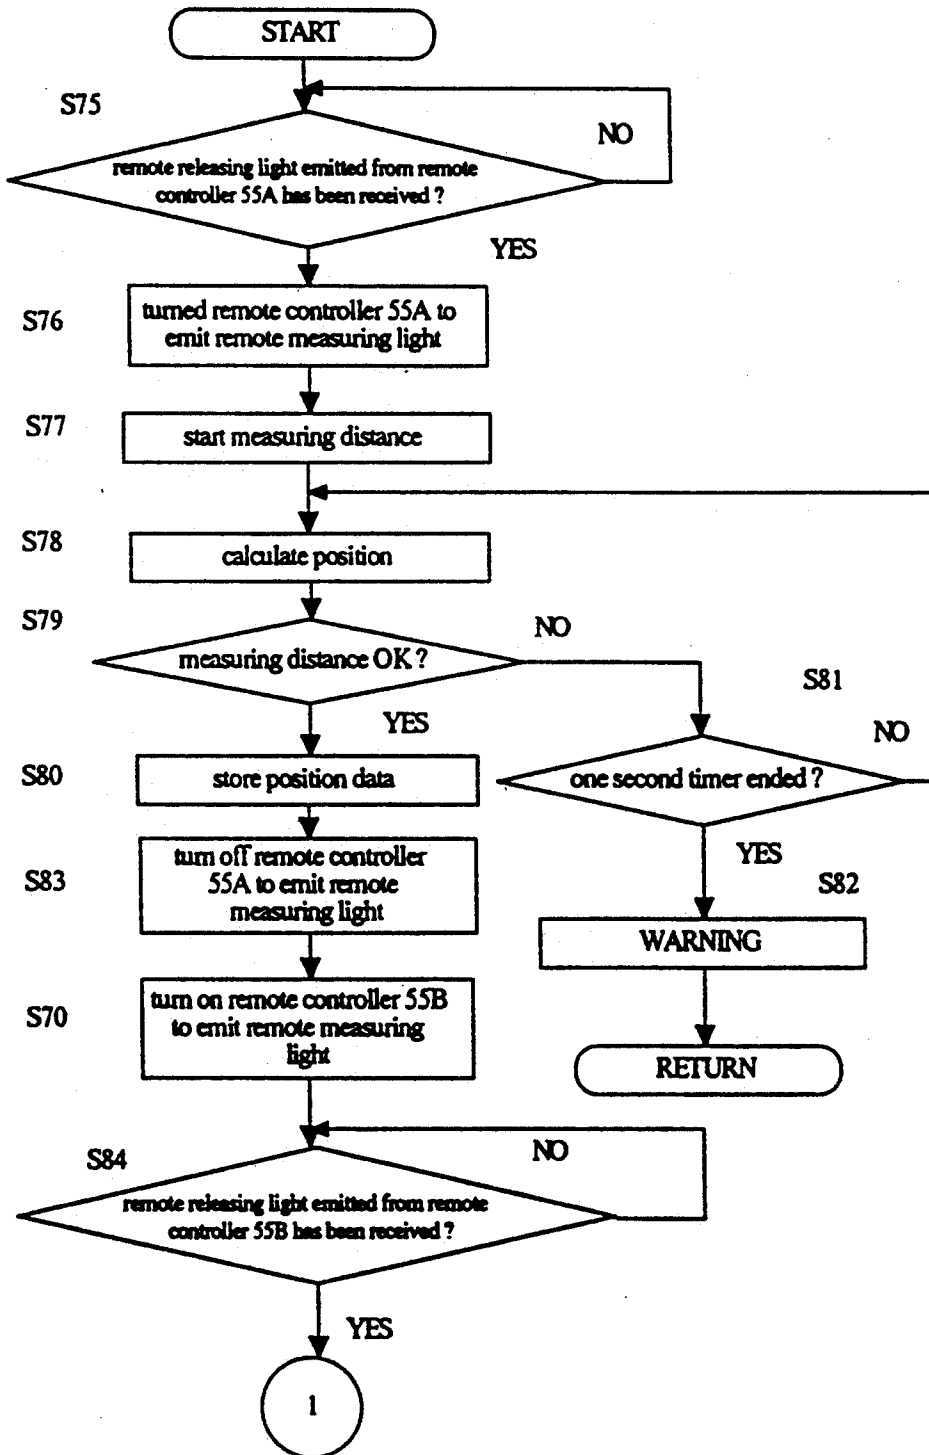 START
S75
NO
remote releasing light emitted from remote
controller 55A has been received ?
YES
S76
turned remote controller 55A to
emit remote measuring light
S77
start measuring distance
S78
calculate position
S79
NO
measuring distance OK ?
S81
YES
NO
S80
store position data
one second timer ended ?
S83
turn off remote controller
55A to emit remote
measuring light
YES
S82
WARNING
S70
turn on remote controller 55B
to emit remote measuring
light
RETURN
S84
NO
remote releasing light emitted from remote
controller 55B has been received ?
YES
1